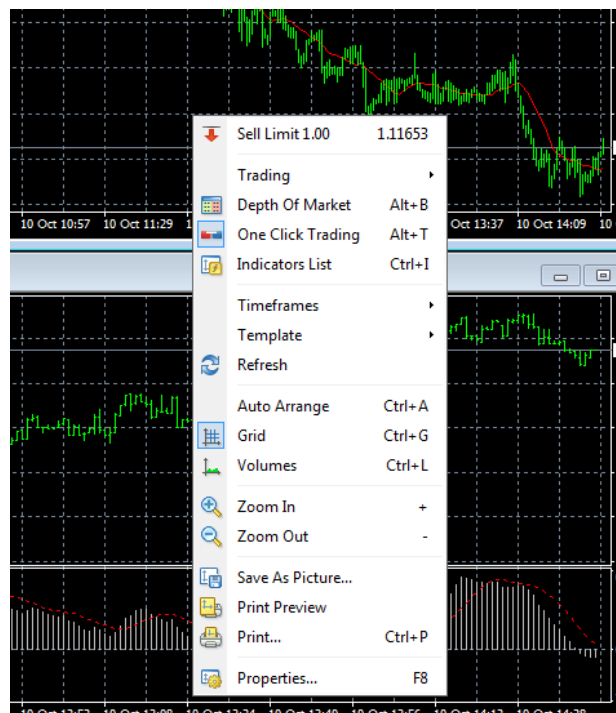 Sell Limit 1.00 1.11653
Trading
Depth Of Market Alt+B
One Click Trading Alt+T
Indicators List Ctrl+I
10 Oct 10:57 10 Oct 11:29 Oct 13:37 10 Oct 14:09 10
Timeframes
Template
Refresh
Auto Arrange Ctrl+A
Grid Ctrl+G
Volumes Ctrl+L
Zoom In +
Zoom Out -
Save As Picture...
Print Preview
Print... Ctrl+P
Properties... F8